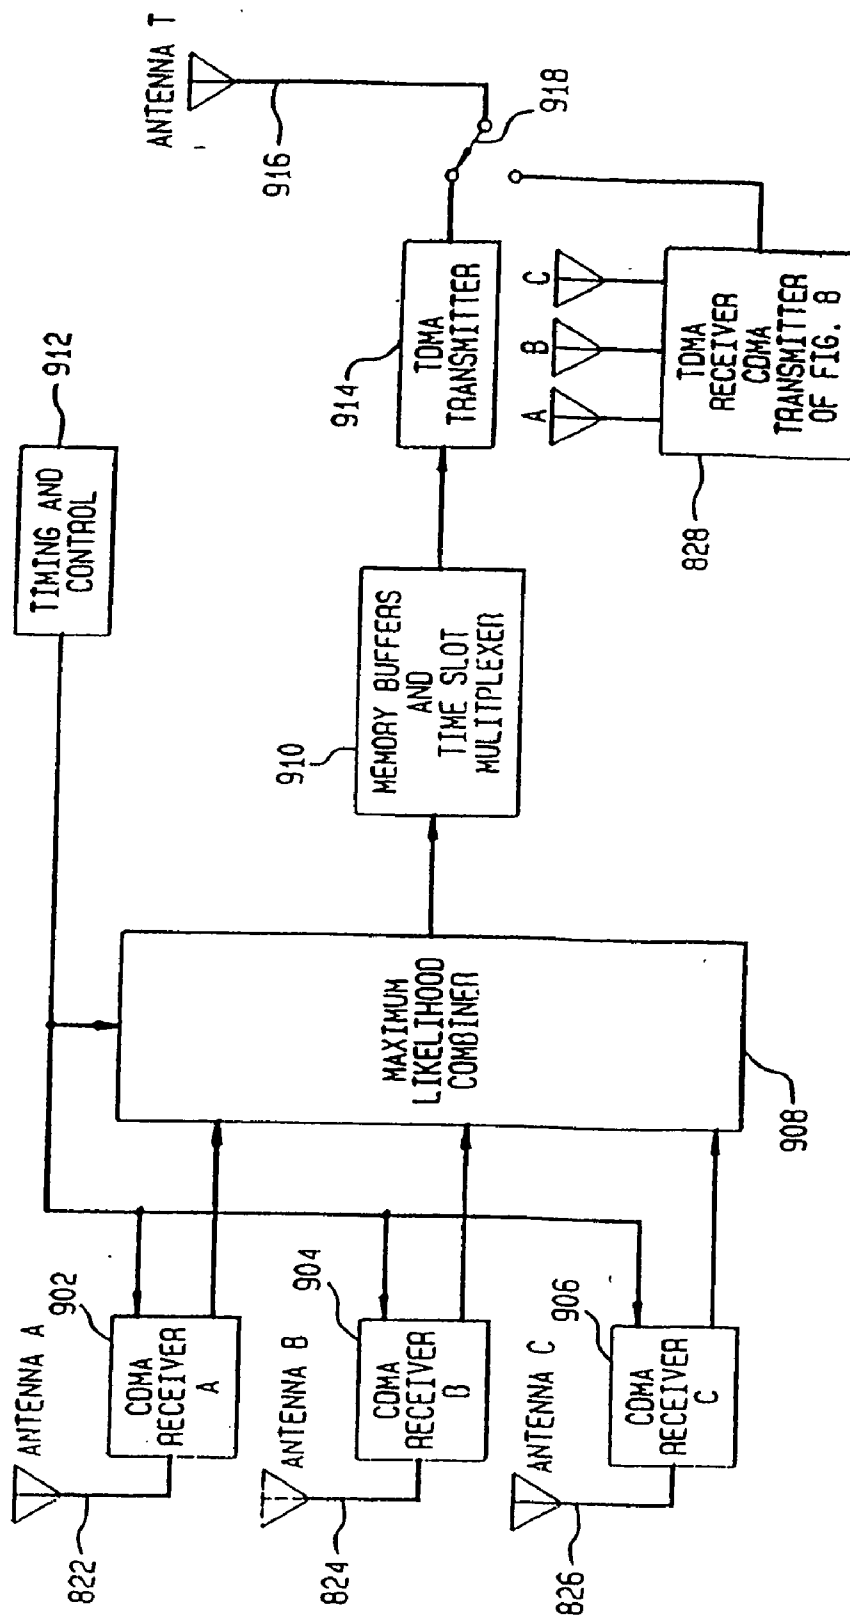 ANTENNA A
822
902
CDMA
RECEIVER
A
ANTENNA B
824
904
CDMA
RECEIVER
B
ANTENNA C
826
906
CDMA
RECEIVER
C
TIMING AND
CONTROL
912
MAXIMUM
LIKELIHOOD
COMBINER
908
910
MEMORY BUFFERS
AND
TIME SLOT
MULITPLEXER
914
TDMA
TRANSMITTER
ANTENNA T
916
918
A
B
C
TDMA
RECEIVER
CDMA
TRANSMITTER
OF FIG. 8
828